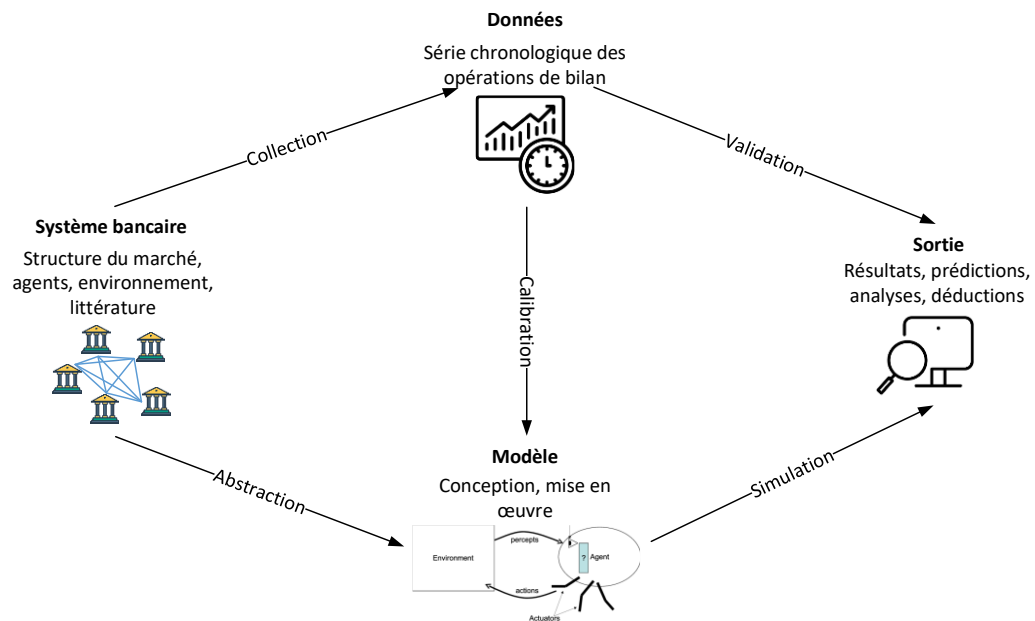 Données
Série chronologique des
opérations de bilan
Collection
Validation
Système bancaire
Structure du marché,
agents, environnement,
littérature
Calibration
Sortie
Résultats, prédictions,
analyses, déductions
Abstraction
Modèle
Conception, mise en
œuvre
Simulation
Environment
percepts
?
Agent
actions
Actuators